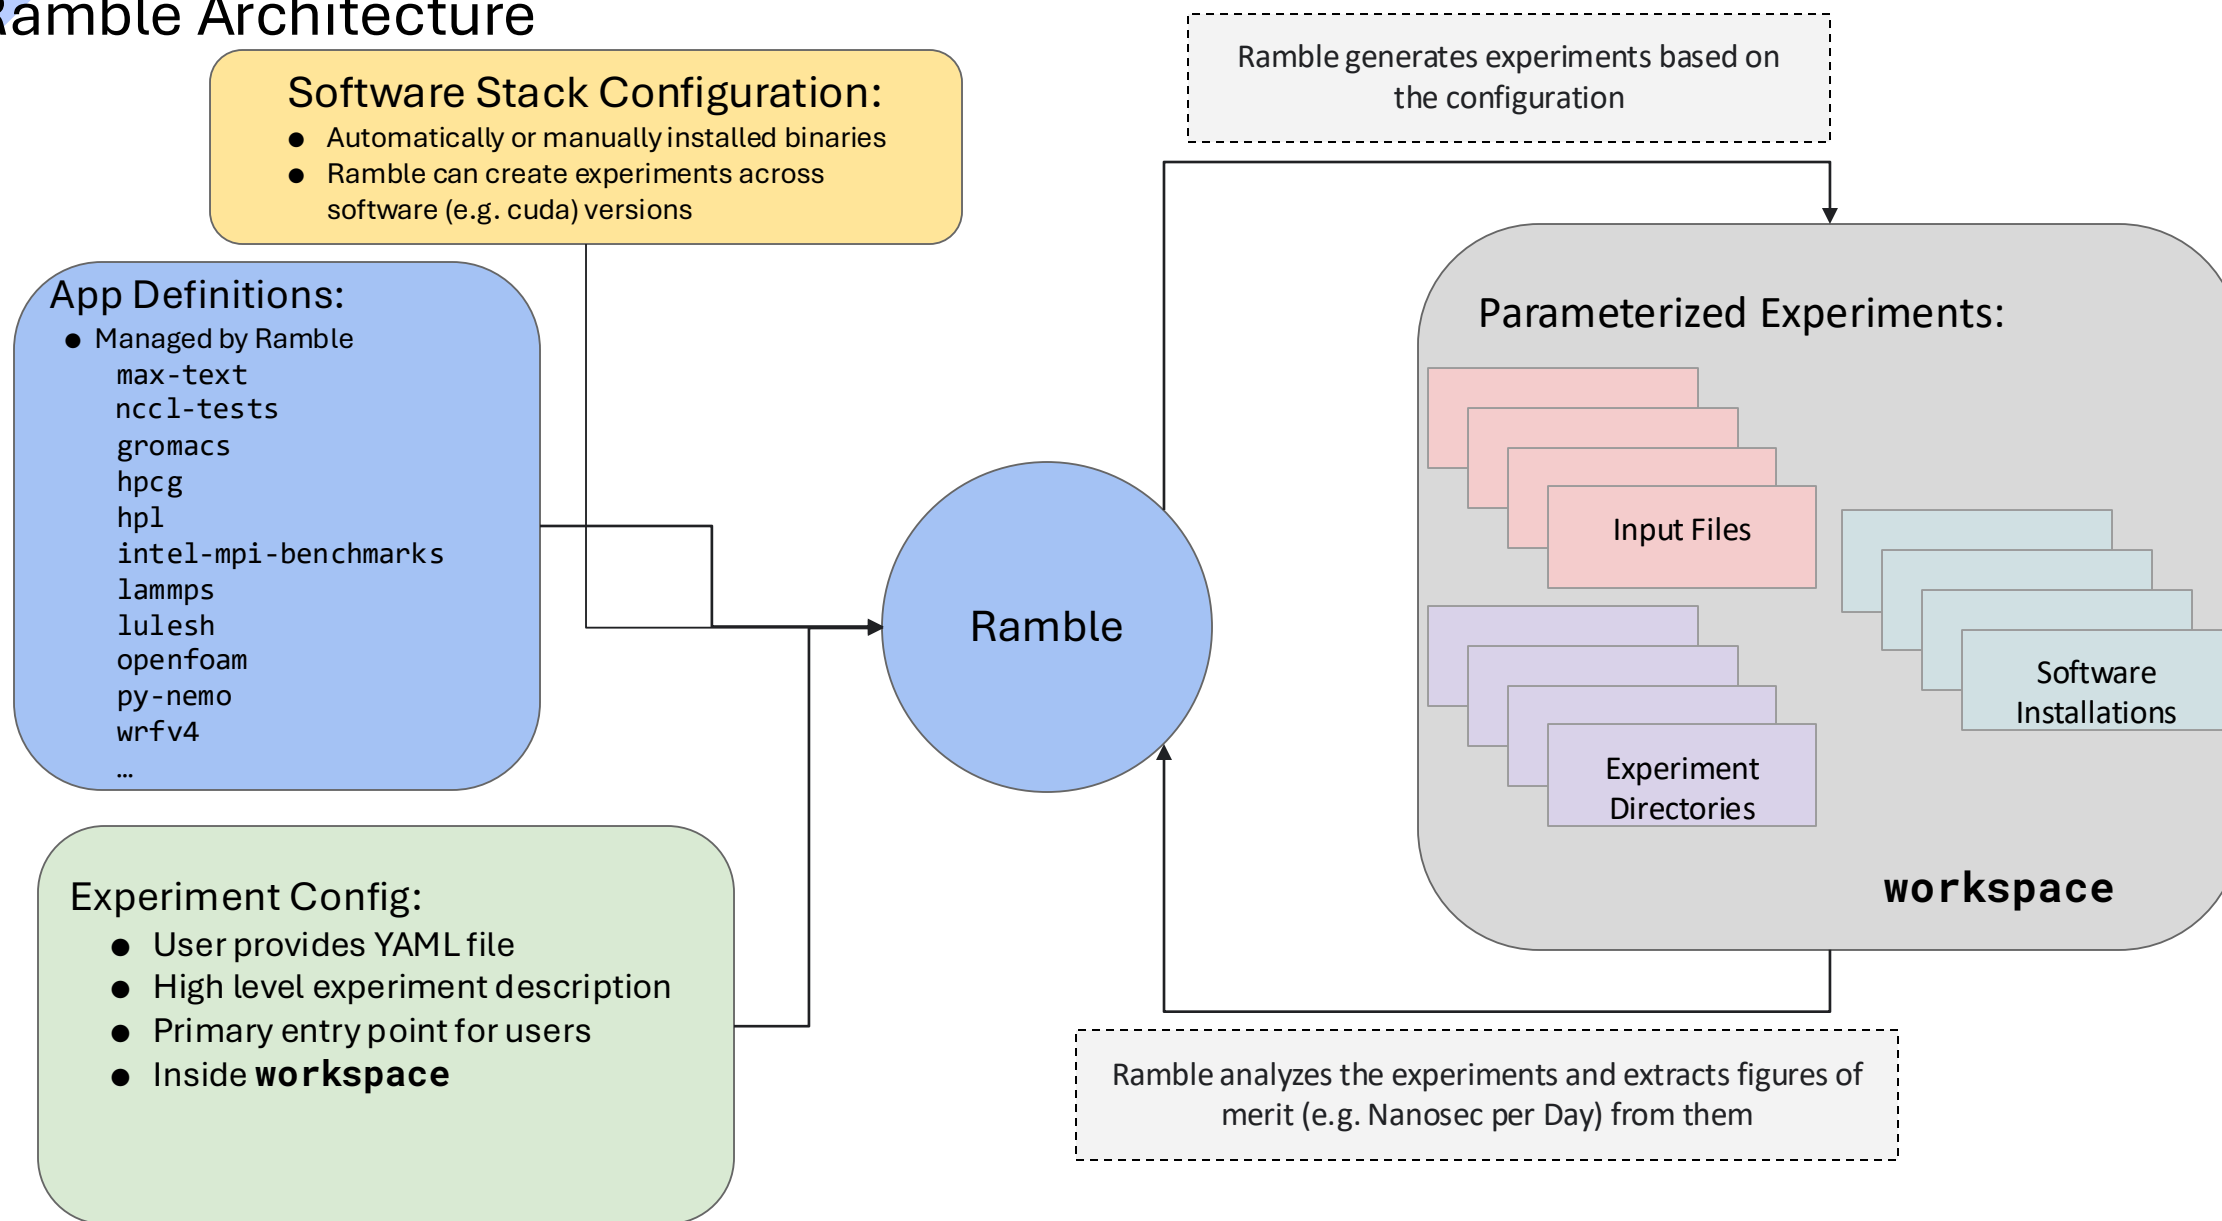 Ramble Architecture
Software Stack Configuration:
● Automatically or manually installed binaries
● Ramble can create experiments across
software (e.g. cuda) versions
App Definitions:
● Managed by Ramble
max-text
nccl-tests
gromacs
hpcg
hpl
intel-mpi-benchmarks
lammps
lulesh
openfoam
py-nemo
wrfv4
…
Experiment Config:
● User provides YAML file
● High level experiment description
● Primary entry point for users
● Inside workspace
Ramble
Ramble generates experiments based on
the configuration
Parameterized Experiments:
Input Files
Software
Installations
Experiment
Directories
workspace
Ramble analyzes the experiments and extracts figures of
merit (e.g. Nanosec per Day) from them